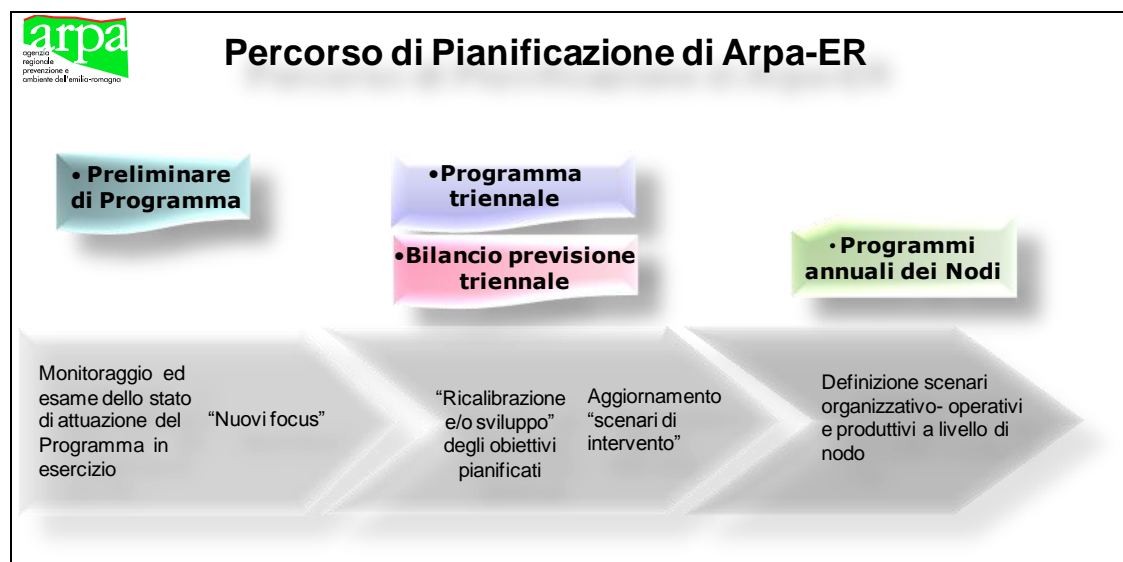 arpa
agenzia
regionale
prevenzione e
ambiente dell'emilia-romagna
Percorso di Pianificazione di Arpa-ER
• Preliminare
di Programma
•Programma
triennale
•Bilancio previsione
triennale
• Programmi
annuali dei Nodi
Monitoraggio ed
esame dello stato
di attuazione del
Programma in
esercizio
“Nuovi focus”
“Ricalibrazione
e/o sviluppo”
degli obiettivi
pianificati
Aggiornamento
“scenari di
intervento”
Definizione scenari
organizzativo- operativi
e produttivi a livello di
nodo